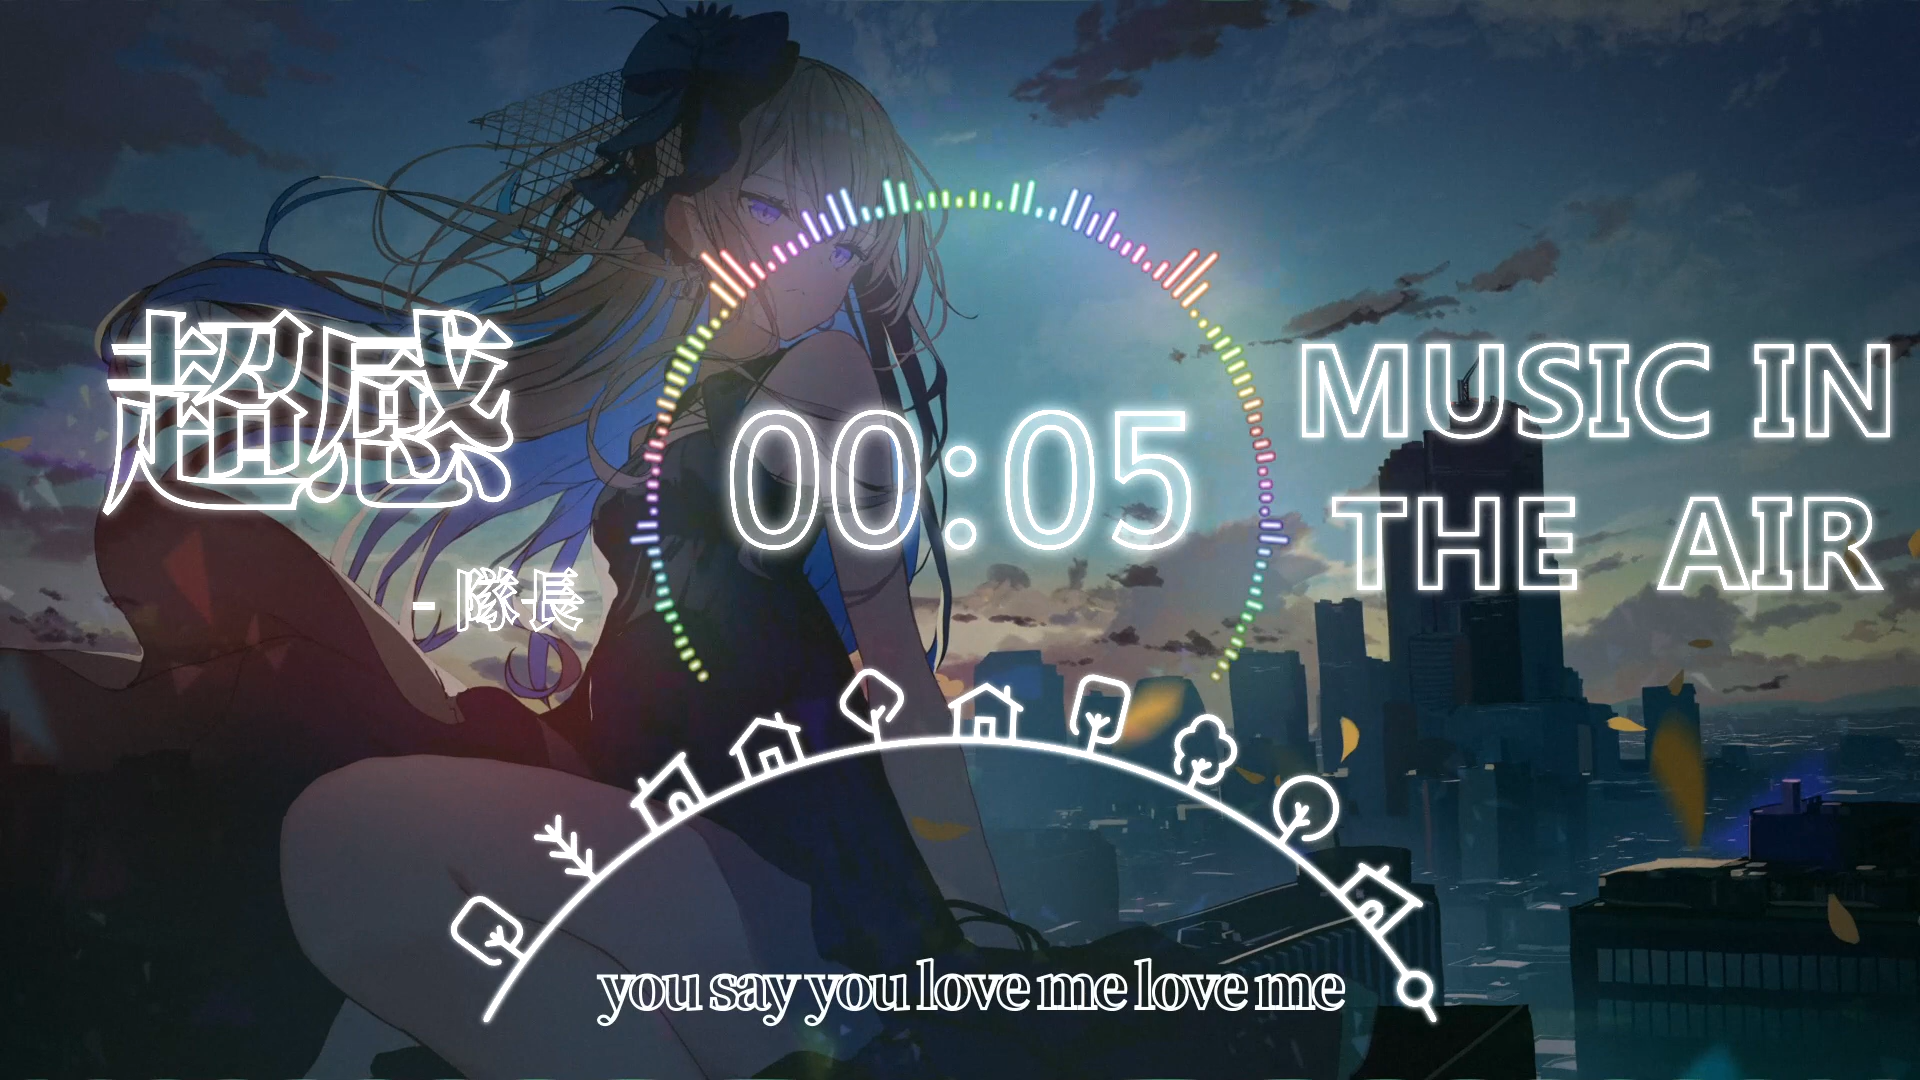 超感
- 隊長
00:05
MUSIC IN
THE AIR
you say you love me love me